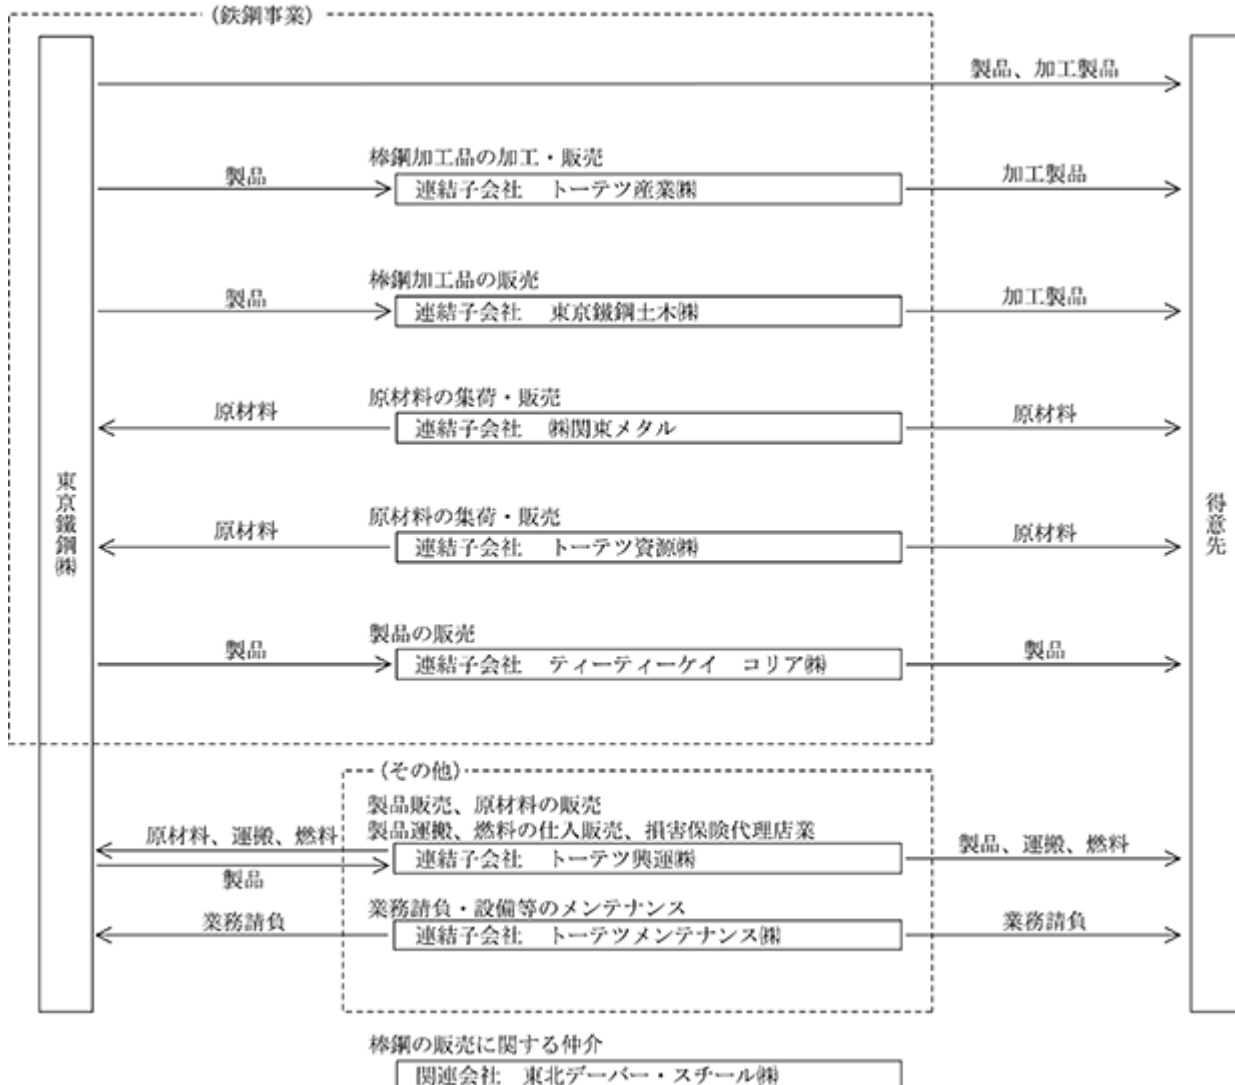 (鉄鋼事業)
製品、加工製品
棒鋼加工品の加工・販売
製品
連結子会社 トーテツ産業㈱
加工製品
棒鋼加工品の販売
製品
連結子会社 東京鐵鋼土木㈱
加工製品
原材料の集荷・販売
原材料
連結子会社 ㈱関東メタル
原材料
原材料の集荷・販売
原材料
連結子会社 トーテツ資源㈱
原材料
製品の販売
製品
連結子会社 ティーティーケイ コリア㈱
製品
東京鐵鋼㈱
得意先
(その他)
製品販売、原材料の販売
製品運搬、燃料の仕入販売、損害保険代理店業
原材料、運搬、燃料
連結子会社 トーテツ興運㈱
製品、運搬、燃料
製品
業務請負・設備等のメンテナンス
業務請負
連結子会社 トーテツメンテナンス㈱
業務請負
棒鋼の販売に関する仲介
関連会社 東北デーバー・スチール㈱